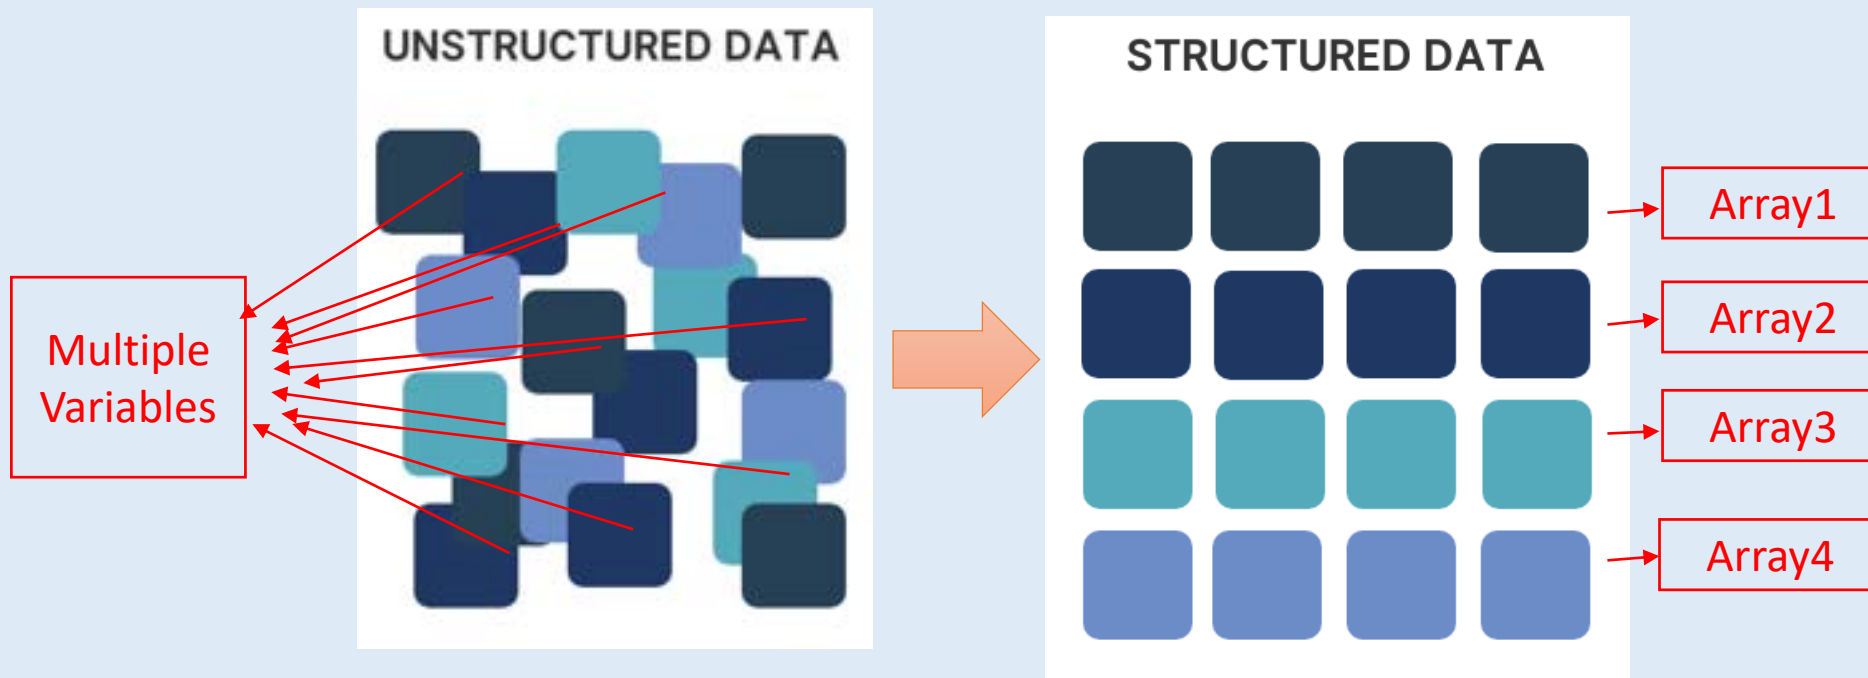 UNSTRUCTURED DATA
STRUCTURED DATA
Multiple
Variables
Array1
Array2
Array3
Array4